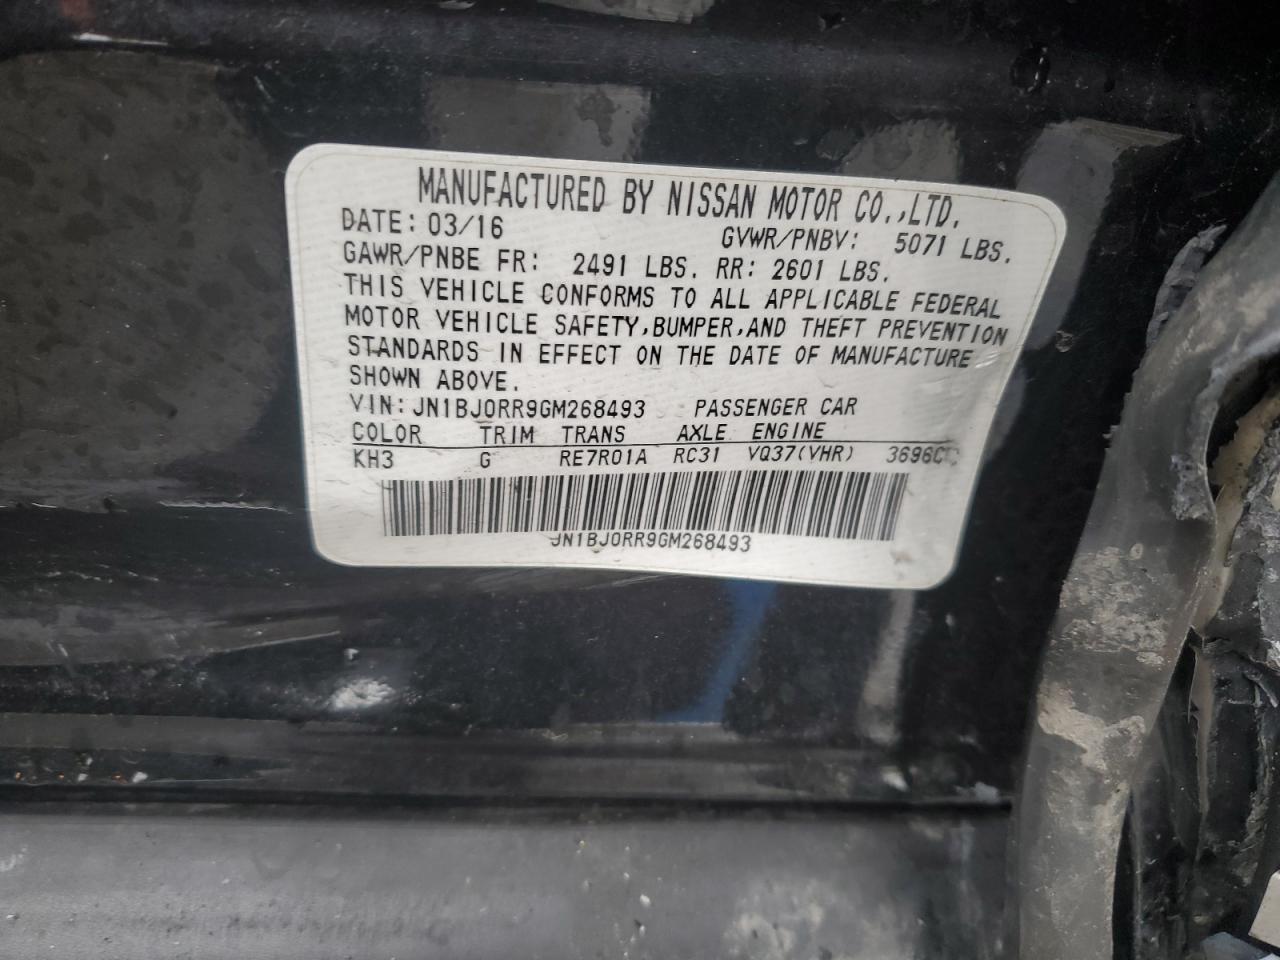 MANUFACTURED BY NISSAN MOTOR CO.,LTD.
DATE: 03/16 GVWR/PNBV: 5071 LBS.
GAWR/PNBE FR: 2491 LBS. RR: 2601 LBS.
THIS VEHICLE CONFORMS TO ALL APPLICABLE FEDERAL
MOTOR VEHICLE SAFETY,BUMPER,AND THEFT PREVENTION
STANDARDS IN EFFECT ON THE DATE OF MANUFACTURE
SHOWN ABOVE.
VIN: JN1BJ0RR9GM268493 PASSENGER CAR
COLOR TRIM TRANS AXLE ENGINE
KH3 G RE7R01A RC31 VQ37(VHR)
JN1BJ0RR9GM268493